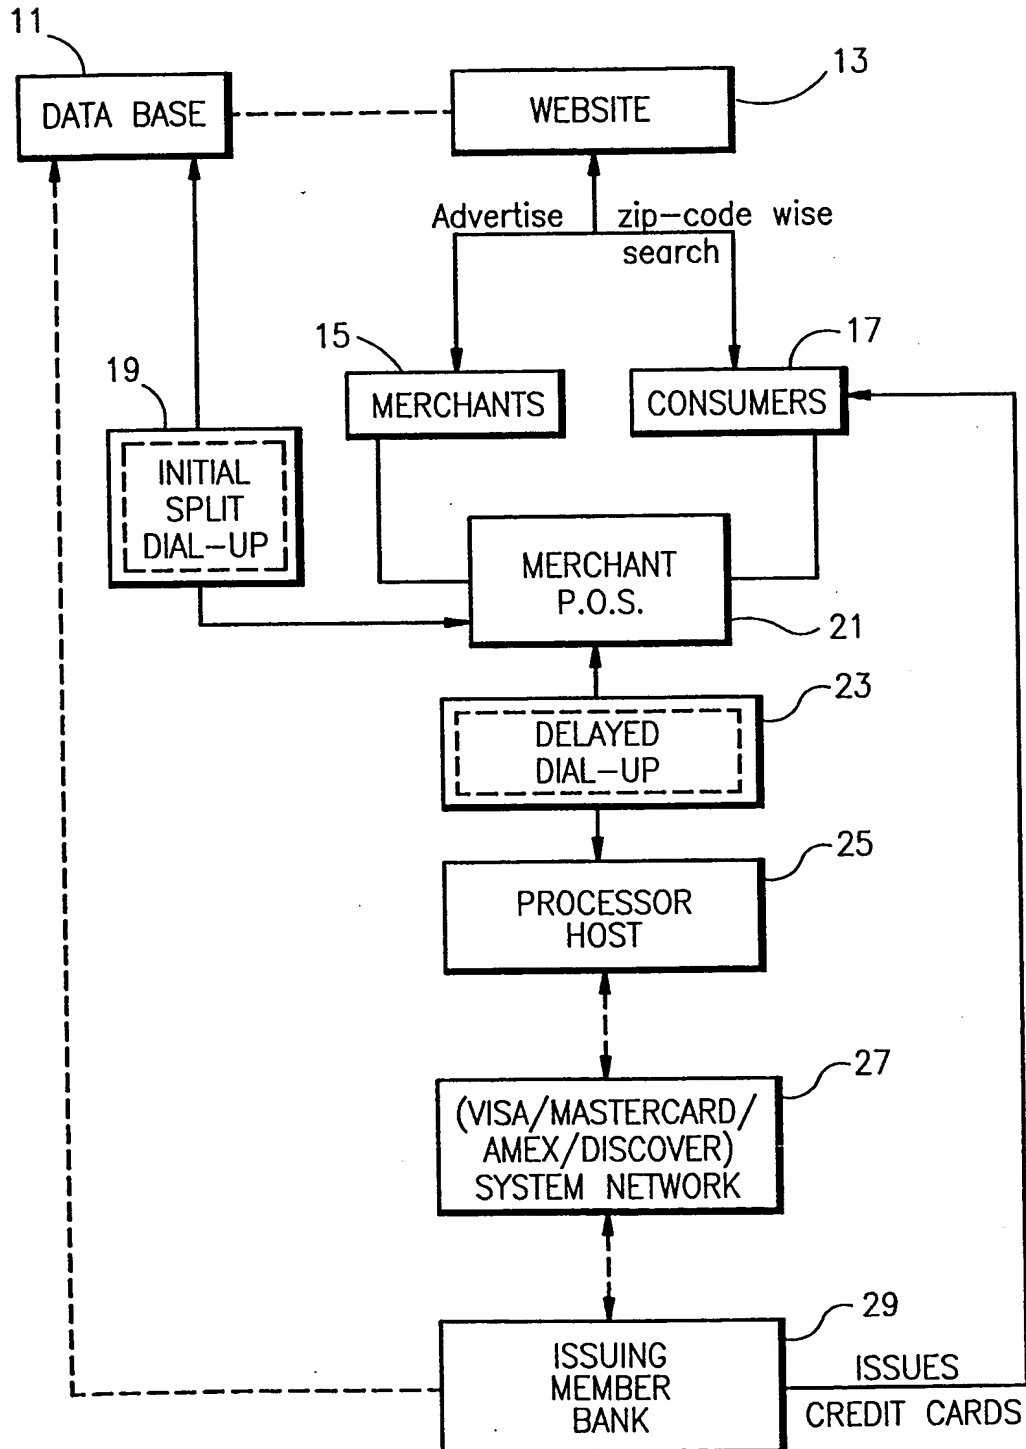 11
13
DATA BASE
WEBSITE
Advertise
zip-code wise
search
15
17
19
MERCHANTS
CONSUMERS
INITIAL
SPLIT
DIAL-UP
MERCHANT
P.O.S.
21
23
DELAYED
DIAL-UP
25
PROCESSOR
HOST
27
(VISA/MASTERCARD/
AMEX/DISCOVER)
SYSTEM NETWORK
29
ISSUING
MEMBER
BANK
ISSUES
CREDIT CARDS